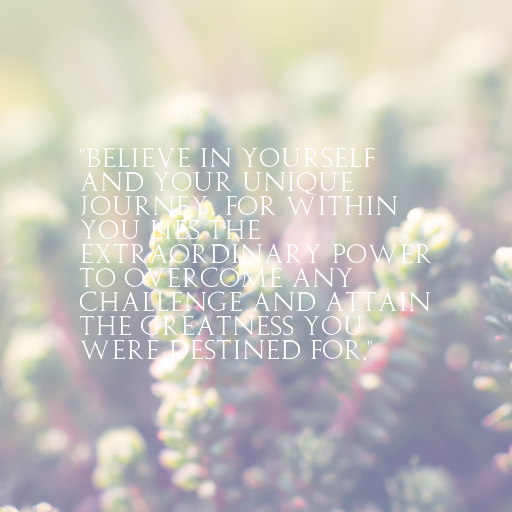 "BELIEVE IN YOURSELF
AND YOUR UNIQUE
JOURNEY, FOR WITHIN
YOU LIES THE
EXTRAORDINARY POWER
TO OVERCOME ANY
CHALLENGE AND ATTAIN
THE GREATNESS YOU
WERE DESTINED FOR."